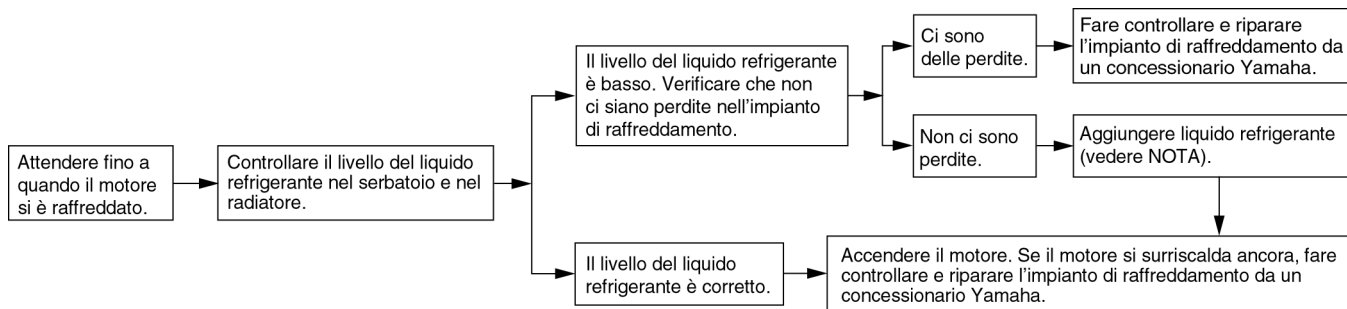 Attendere fino a
quando il motore
si è raffreddato.
Controllare il livello del liquido
refrigerante nel serbatoio e nel
radiatore.
Il livello del liquido refrigerante
è basso. Verificare che non
ci siano perdite nell’impianto
di raffreddamento.
Ci sono
delle perdite.
Fare controllare e riparare
l’impianto di raffreddamento da
un concessionario Yamaha.
Non ci sono
perdite.
Aggiungere liquido refrigerante
(vedere NOTA).
Il livello del liquido
refrigerante è corretto.
Accendere il motore. Se il motore si surriscalda ancora, fare
controllare e riparare l’impianto di raffreddamento da un
concessionario Yamaha.